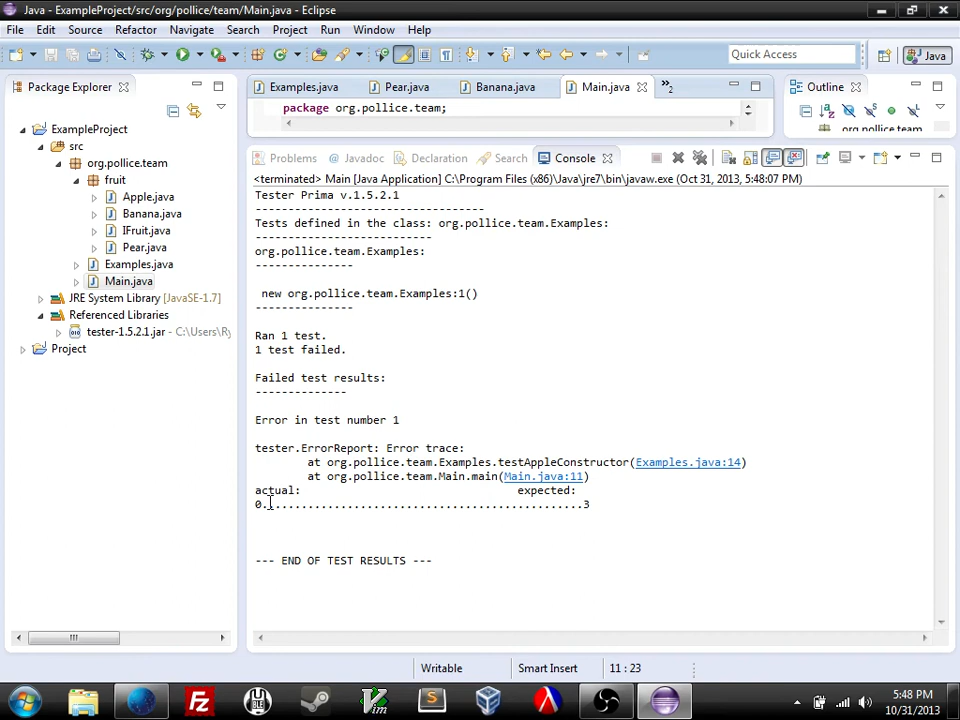 Java - ExampleProject/src/org/pollice/team/Main.java - Eclipse
File Edit Source Refactor Navigate Search Project Run Window Help
Quick Access
Java
Package Explorer
Examples.java Pear.java Banana.java Main.java »2
Outline
package org.pollice.team;
org.pollice.team
ExampleProject
src
org.pollice.team
fruit
Apple.java
Banana.java
IFruit.java
Pear.java
Examples.java
Main.java
JRE System Library [JavaSE-1.7]
Referenced Libraries
tester-1.5.2.1.jar - C:\Users\Ry
Project
Problems @ Javadoc Declaration Search Console
<terminated> Main [Java Application] C:\Program Files (x86)\Java\jre7\bin\javaw.exe (Oct 31, 2013, 5:48:07 PM)
Tester Prima v.1.5.2.1
-----------------------------------
Tests defined in the class: org.pollice.team.Examples:
---------------------------
org.pollice.team.Examples:
---------------
new org.pollice.team.Examples:1()
---------------
Ran 1 test.
1 test failed.
Failed test results:
--------------
Error in test number 1
tester.ErrorReport: Error trace:
at org.pollice.team.Examples.testAppleConstructor(Examples.java:14)
at org.pollice.team.Main.main(Main.java:11)
actual: expected:
0.................................................3
--- END OF TEST RESULTS ---
Writable Smart Insert 11 : 23
5:48 PM
10/31/2013